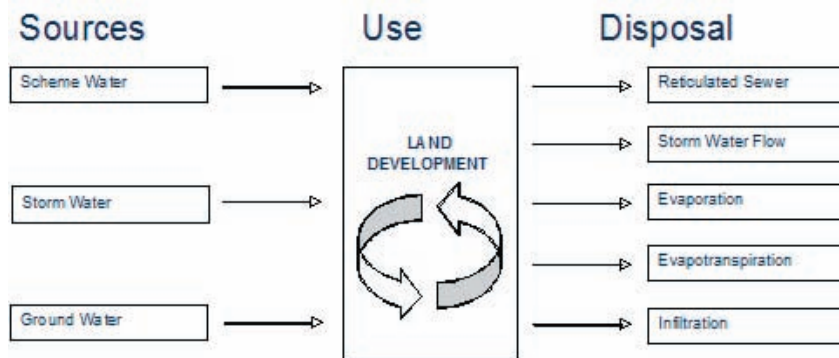 Sources Use Disposal
Scheme Water
Reticulated Sewer
LAND
DEVELOPMENT
Storm Water Flow
Storm Water
Evaporation
Evapotranspiration
Ground Water
Infiltration